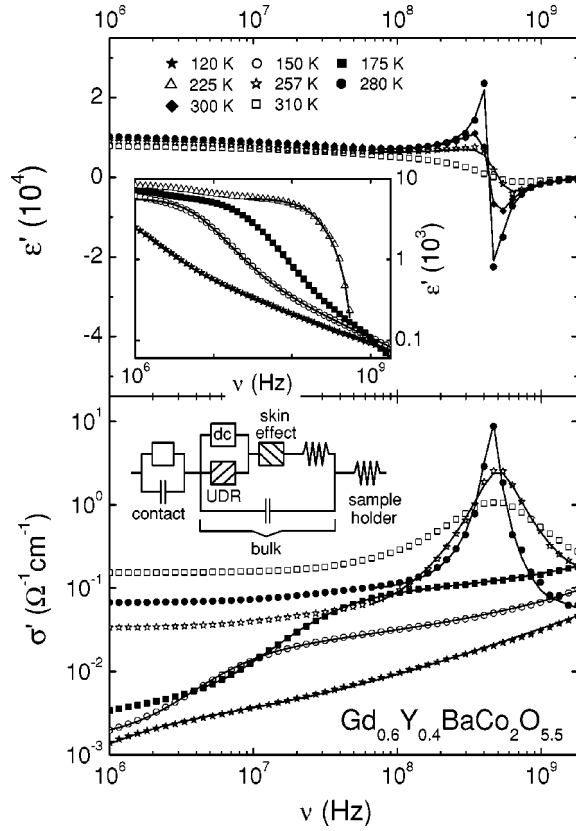 10⁶ 10⁷ 10⁸ 10⁹
★ 120 K ○ 150 K ■ 175 K
△ 225 K ☆ 257 K ● 280 K
◆ 300 K □ 310 K
2
0
-2
-4
ε' (10⁴)
10
1
0.1
ε' (10³)
10⁶ 10⁹
ν (Hz)
ν (Hz)
10¹
10⁰
10⁻¹
10⁻²
10⁻³
σ' (Ω⁻¹cm⁻¹)
skin
effect
dc
UDR
contact
sample
holder
bulk
Gd₀.₆Y₀.₄BaCo₂O₅.₅
10⁶ 10⁷ 10⁸ 10⁹
ν (Hz)